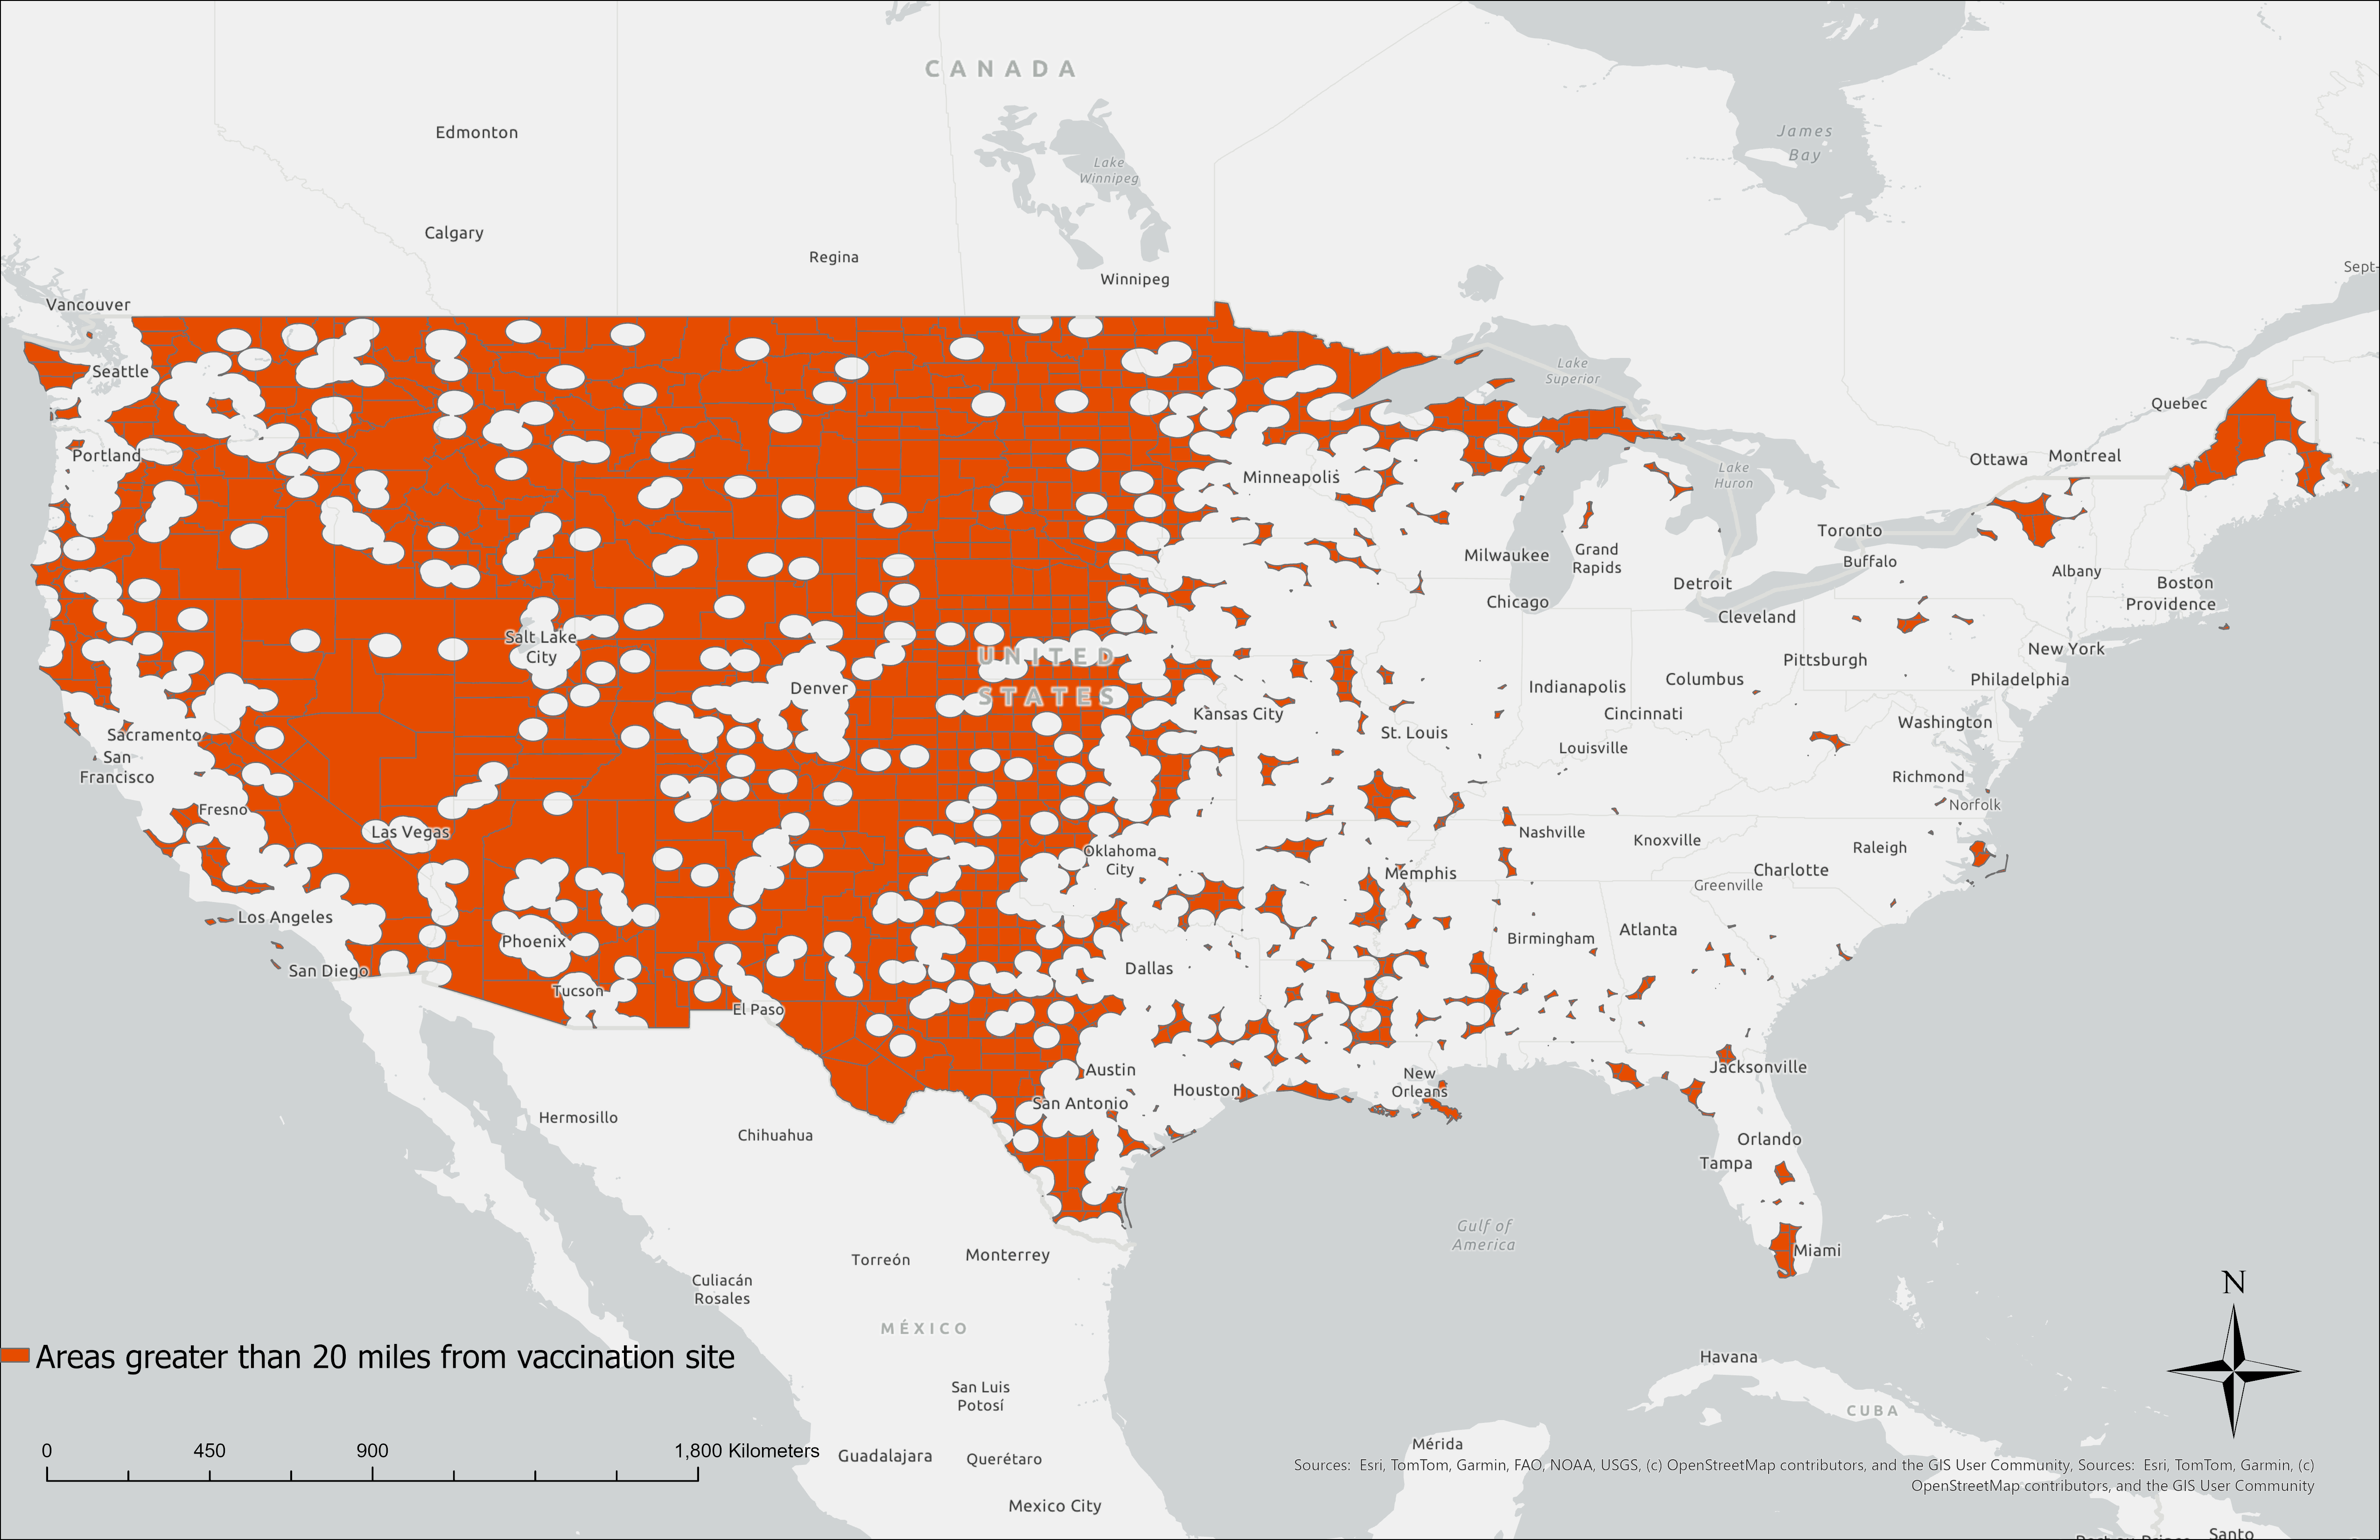 CANADA
Edmonton
James
Bay
Lake
Winnipeg
Calgary
Regina
Winnipeg
Sept-
Vancouver
Seattle
Lake
Superior
Quebec
Portland
Minneapolis
Lake
Huron
Ottawa
Montreal
Toronto
Milwaukee
Grand
Rapids
Buffalo
Albany
Detroit
Boston
Chicago
Providence
Cleveland
Salt Lake
City
UNITED
STATES
New York
Pittsburgh
Denver
Indianapolis
Columbus
Philadelphia
Kansas City
Cincinnati
Washington
Sacramento
St. Louis
Louisville
San
Francisco
Richmond
Fresno
Norfolk
Las Vegas
Nashville
Knoxville
Raleigh
Oklahoma
City
Memphis
Charlotte
Greenville
Los Angeles
Phoenix
Birmingham
Atlanta
San Diego
Dallas
Tucson
El Paso
Austin
New
Orleans
Jacksonville
Houston
San Antonio
Hermosillo
Chihuahua
Orlando
Tampa
Gulf of
America
Miami
Torreón
Monterrey
Culiacán
Rosales
N
MÉXICO
Areas greater than 20 miles from vaccination site
Havana
San Luis
Potosí
CUBA
0 450 900 1,800 Kilometers
Guadalajara
Querétaro
Mérida
Sources: Esri, TomTom, Garmin, FAO, NOAA, USGS, (c) OpenStreetMap contributors, and the GIS User Community, Sources: Esri, TomTom, Garmin, (c)
OpenStreetMap contributors, and the GIS User Community
Mexico City
Santo